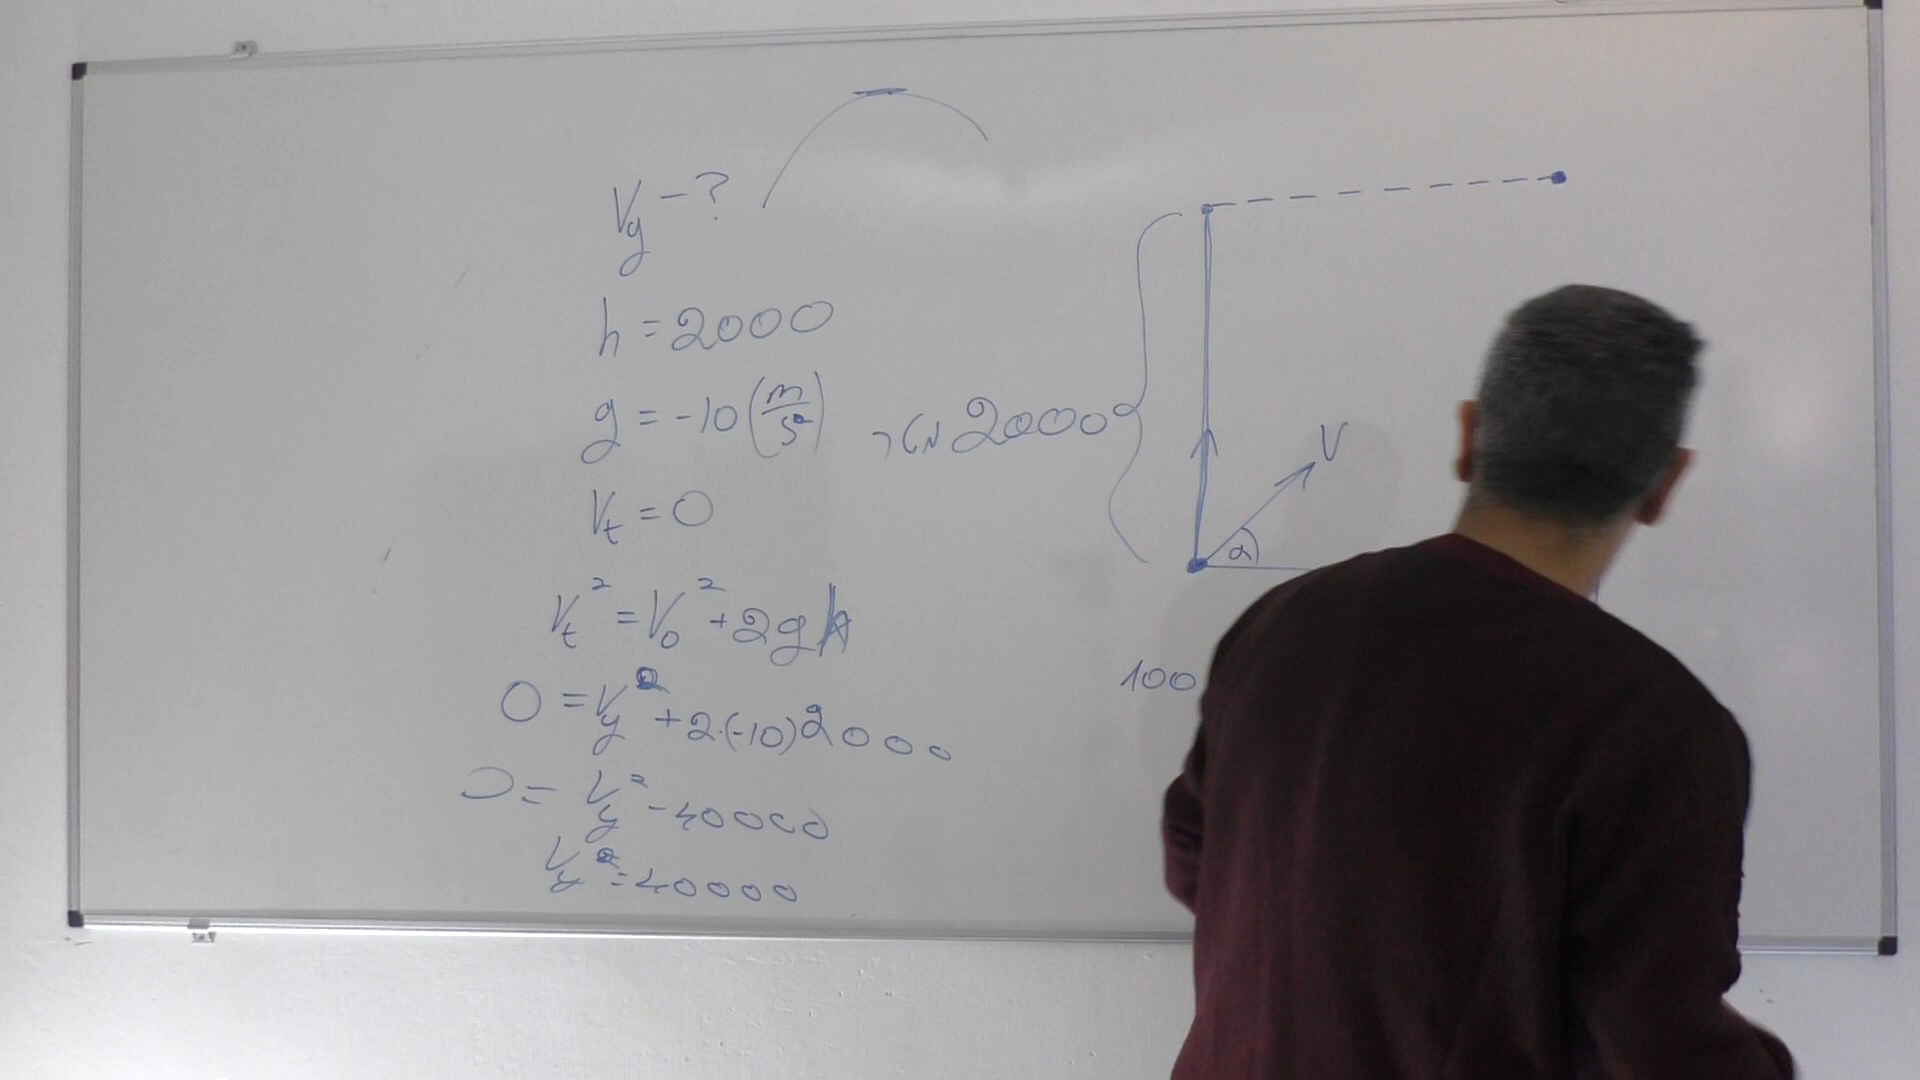 Vy - ?
h = 2000
g = -10 (m/s²)
Vt = 0
Vt² = V0² + 2gh
0 = Vy² + 2·(-10)2000
0 = Vy² - 40000
Vy² = 40000
2000
V
α
100